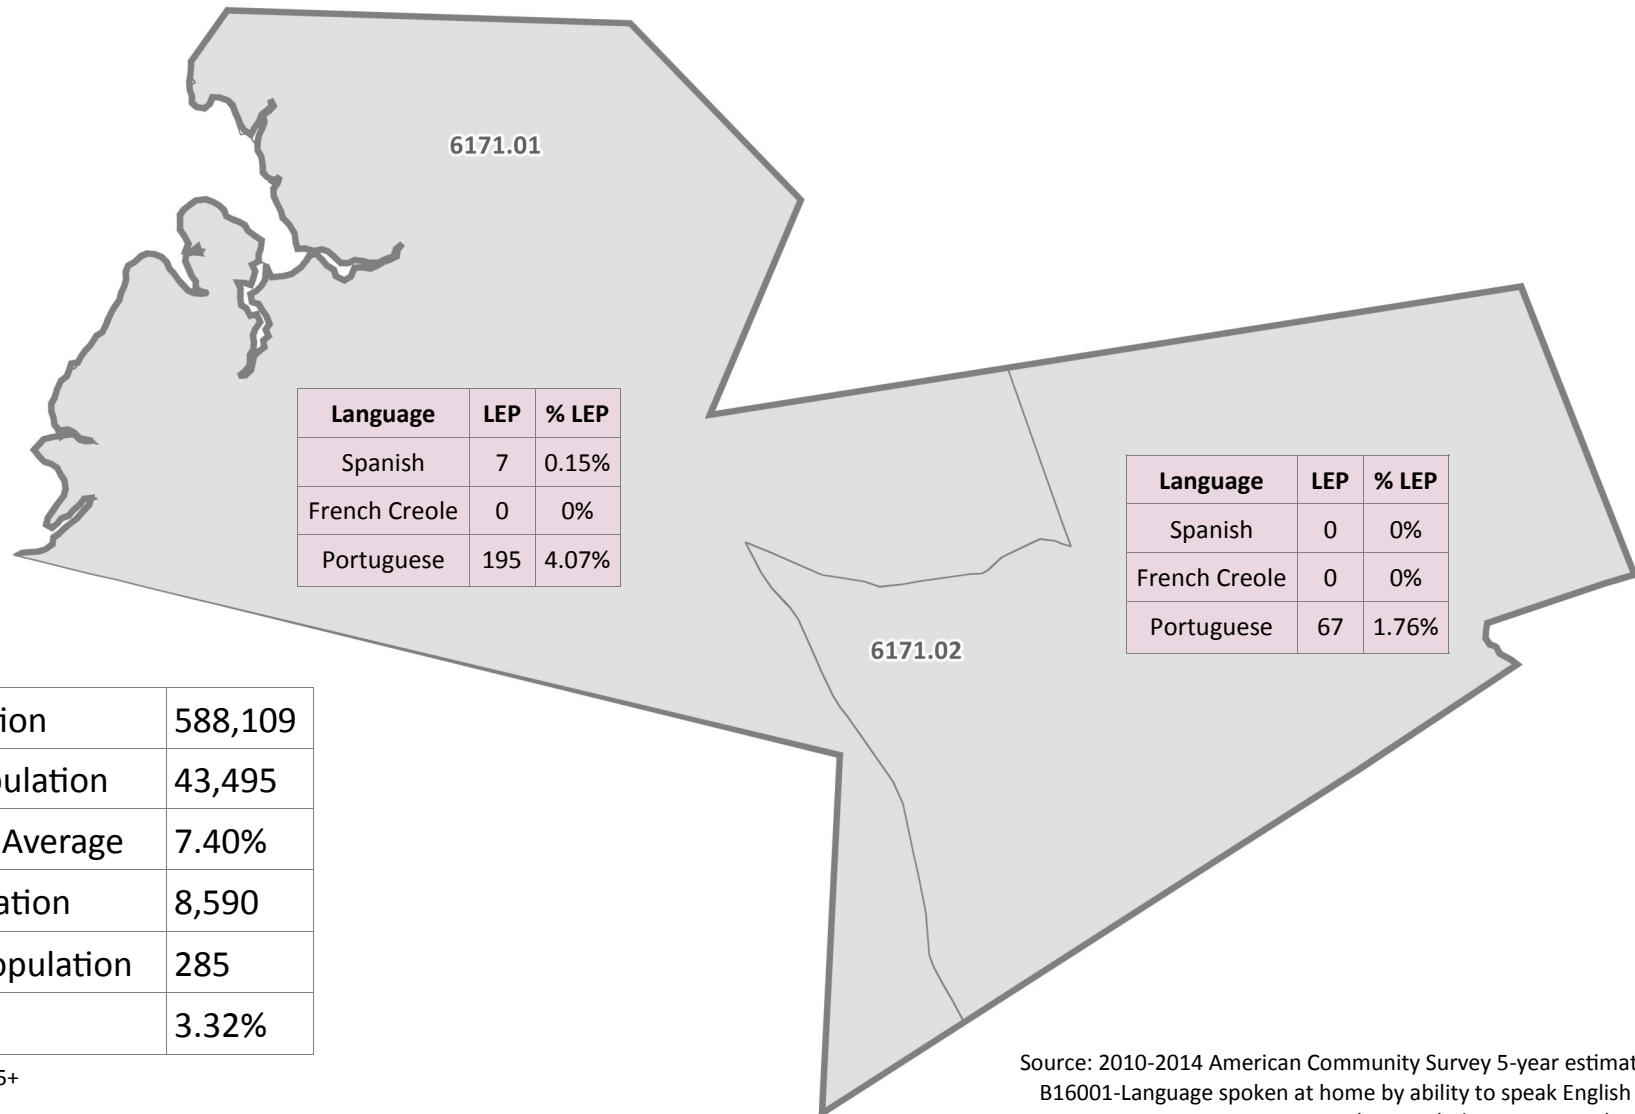 6171.01
Language LEP % LEP
Spanish 7 0.15%
French Creole 0 0%
Portuguese 195 4.07%
Language LEP % LEP
Spanish 0 0%
French Creole 0 0%
Portuguese 67 1.76%
6171.02
588,109
43,495
Average 7.40%
8,590
285
3.32%
5+
Source: 2010-2014 American Community Survey 5-year
B16001-Language spoken at home by ability to speak English